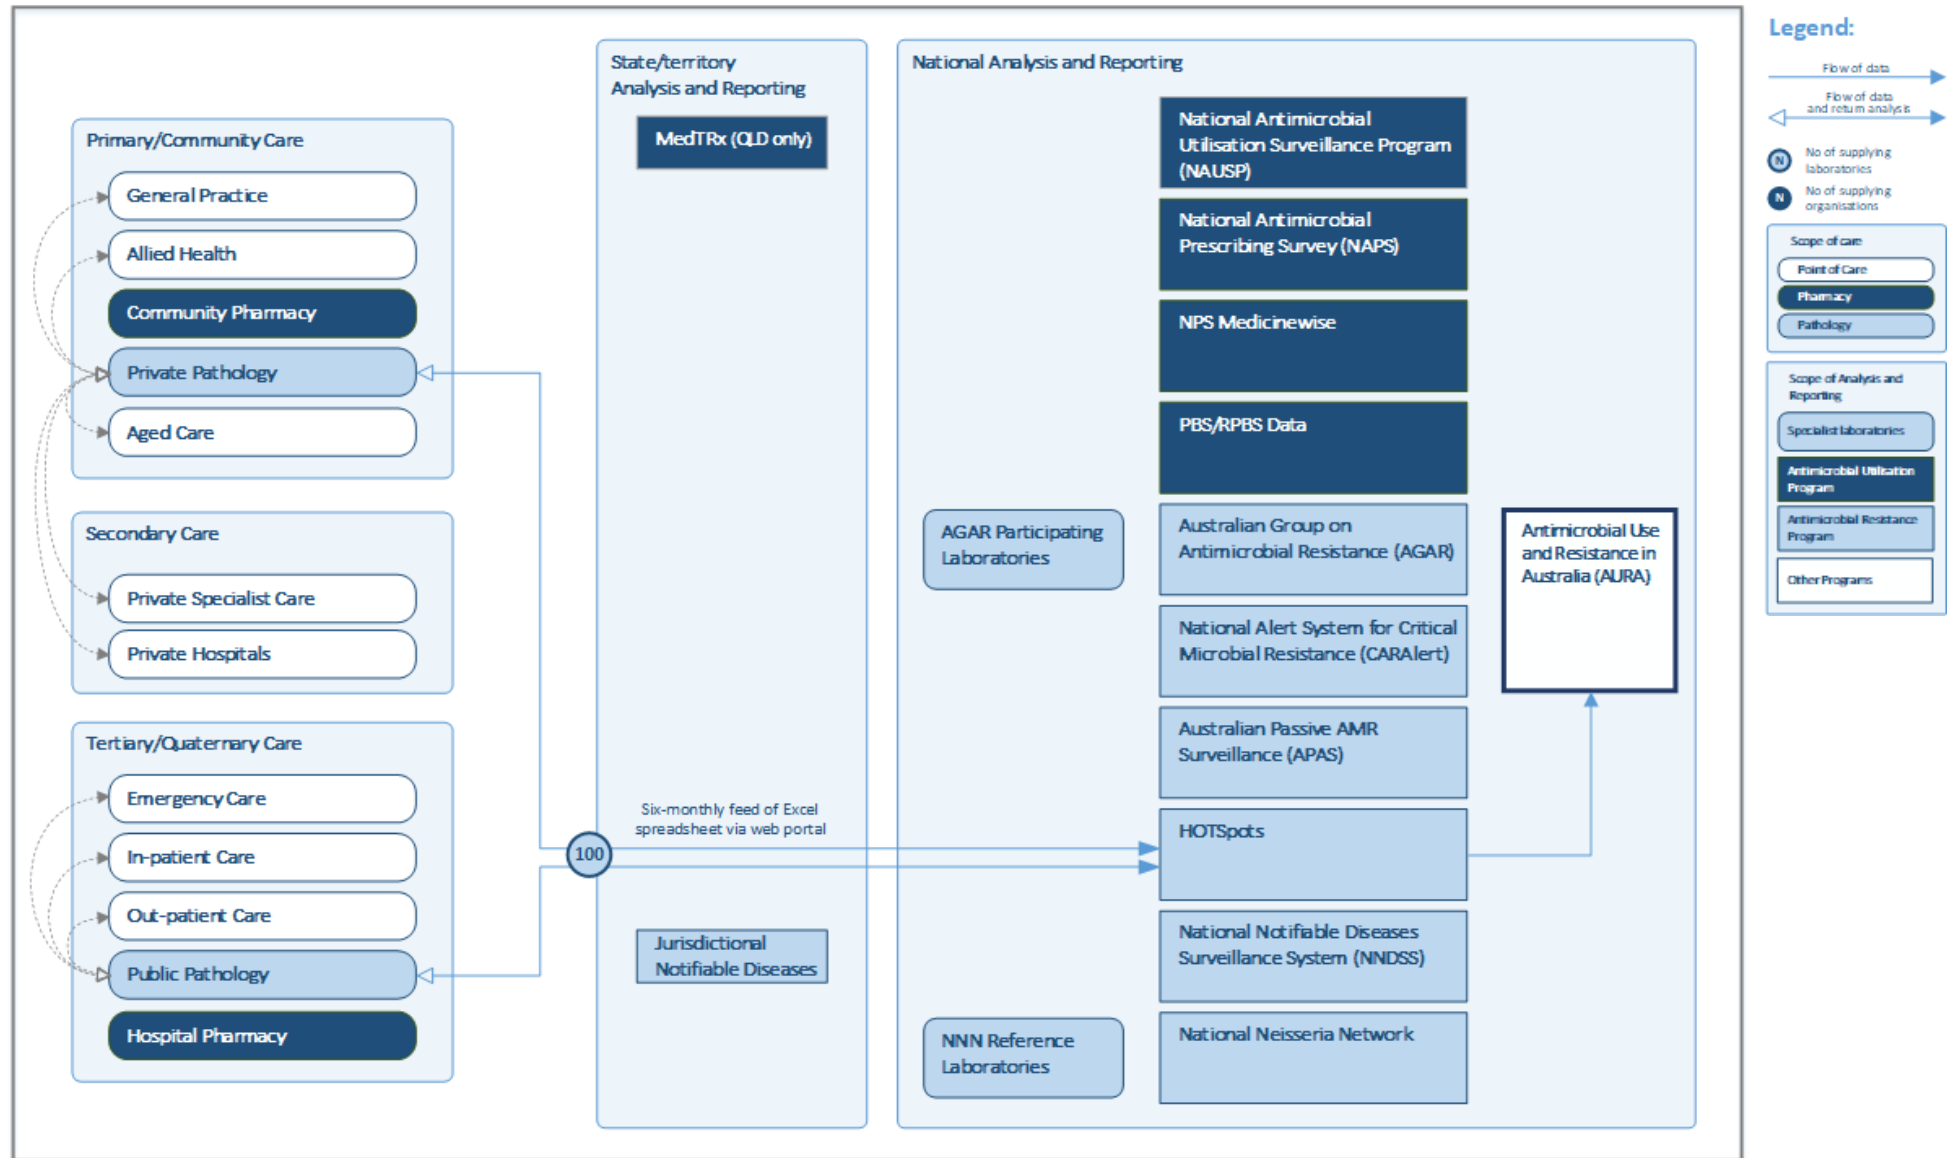 Primary/Community Care
General Practice
Allied Health
Community Pharmacy
Private Pathology
Aged Care
Secondary Care
Private Specialist Care
Private Hospitals
Tertiary/Quaternary Care
Emergency Care
In-patient Care
Out-patient Care
Public Pathology
Hospital Pharmacy
100
State/territory
Analysis and Reporting
MedTRx (QLD only)
Six-monthly feed of Excel
spreadsheet via web portal
Jurisdictional
Notifiable Diseases
National Analysis and Reporting
National Antimicrobial
Utilisation Surveillance Program
(NAUSP)
National Antimicrobial
Prescribing Survey (NAPS)
NPS Medicinewise
PBS/RPBS Data
AGAR Participating
Laboratories
Australian Group on
Antimicrobial Resistance (AGAR)
National Alert System for Critical
Microbial Resistance (CARAlert)
Australian Passive AMR
Surveillance (APAS)
HOTSpots
National Notifiable Diseases
Surveillance System (NNDSS)
NNN Reference
Laboratories
National Neisseria Network
Antimicrobial Use
and Resistance in
Australia (AURA)
Legend:
Flow of data
Flow of data
and return analysis
N
No of supplying
laboratories
N
No of supplying
organisations
Scope of care
Point of Care
Pharmacy
Pathology
Scope of Analysis and
Reporting
Specialist laboratories
Antimicrobial Utilisation
Program
Antimicrobial Resistance
Program
Other Programs